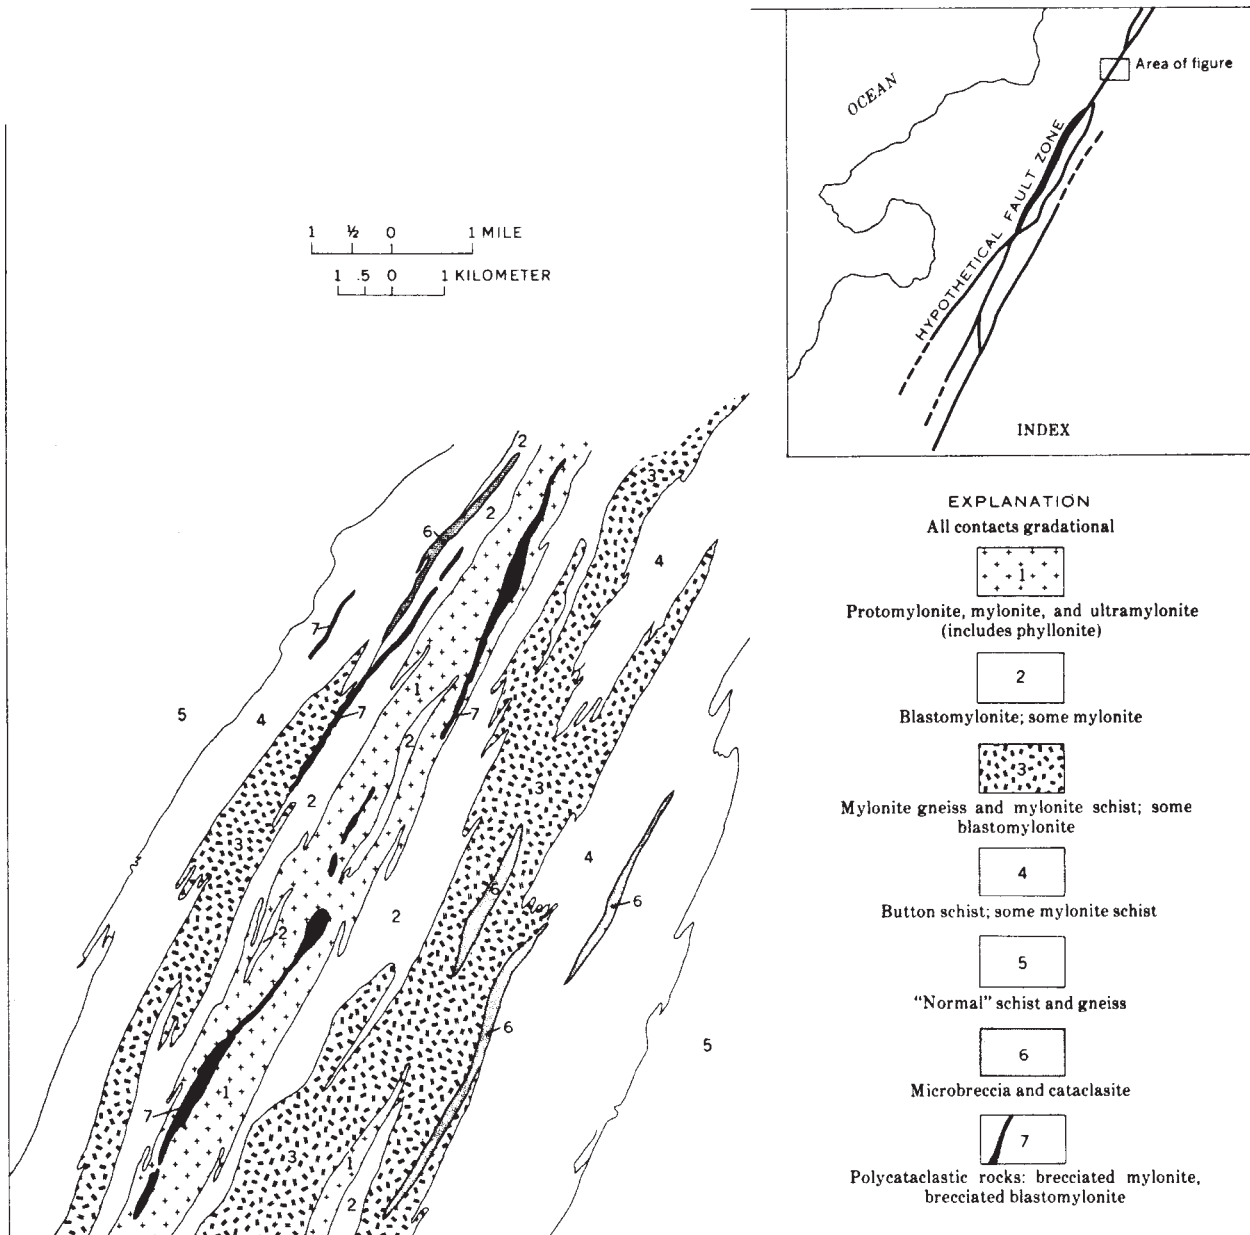 Area of figure
OCEAN
HYPOTHETICAL FAULT ZONE
INDEX
1 ½ 0 1 MILE
1 .5 0 1 KILOMETER
2
3
2
6
4
7
1
5
4
7
7
2
3
2
3
4
6
6
2
2
6
5
1
7
3
1
2
EXPLANATION
All contacts gradational
1
Protomylonite, mylonite, and ultramylonite
(includes phyllonite)
2
Blastomylonite; some mylonite
3
Mylonite gneiss and mylonite schist; some
blastomylonite
4
Button schist; some mylonite schist
5
"Normal" schist and gneiss
6
Microbreccia and cataclasite
7
Polycataclastic rocks: brecciated mylonite,
brecciated blastomylonite